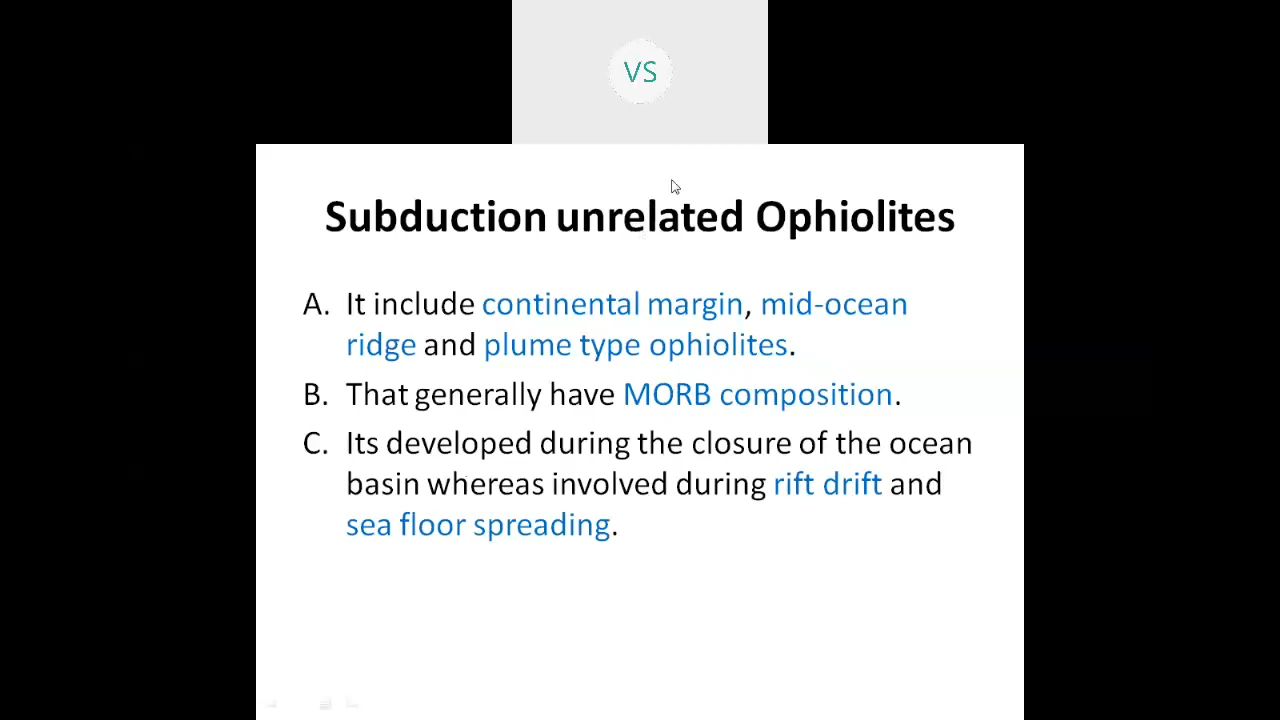 VS
Subduction unrelated Ophiolites
A. It include continental margin, mid-ocean
ridge and plume type ophiolites.
B. That generally have MORB composition.
C. Its developed during the closure of the ocean
basin whereas involved during rift drift and
sea floor spreading.